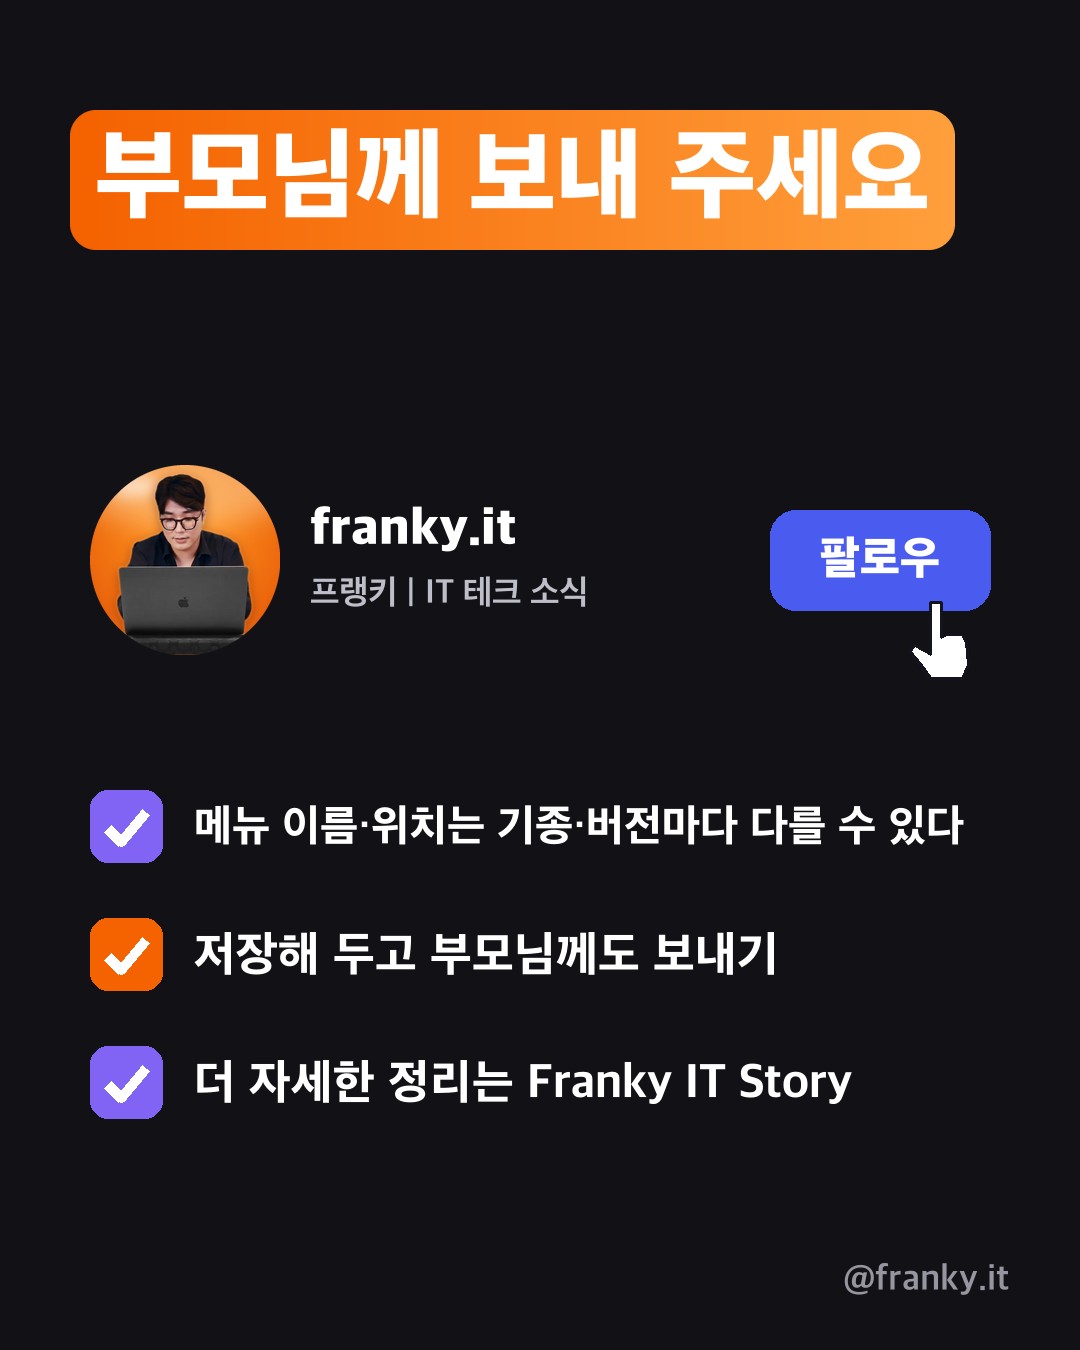 부모님께 보내 주세요
franky.it
프랭키 | IT 테크 소식
팔로우
메뉴 이름·위치는 기종·버전마다 다를 수 있다
저장해 두고 부모님께도 보내기
더 자세한 정리는 Franky IT Story
@franky.it